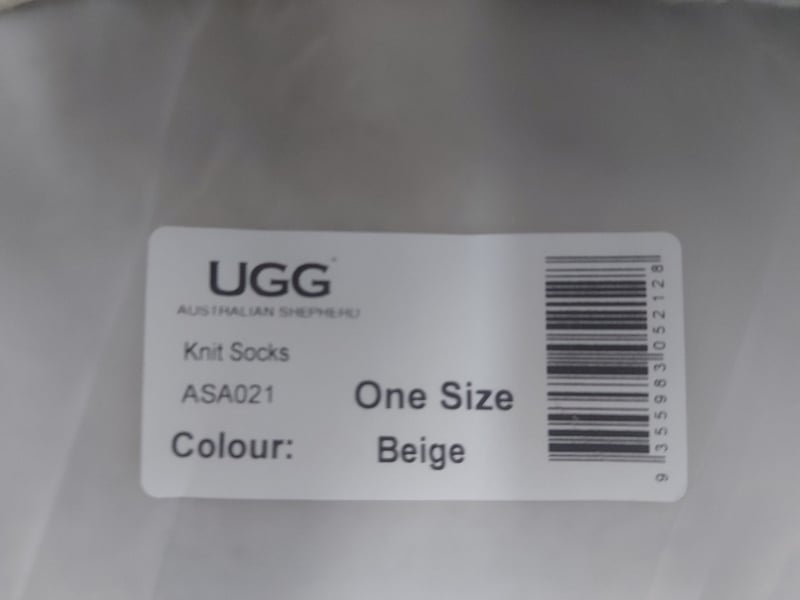 UGG
AUSTRALIAN SHEPHERD
Knit Socks
ASA021
One Size
Colour: Beige
9 355983 052128